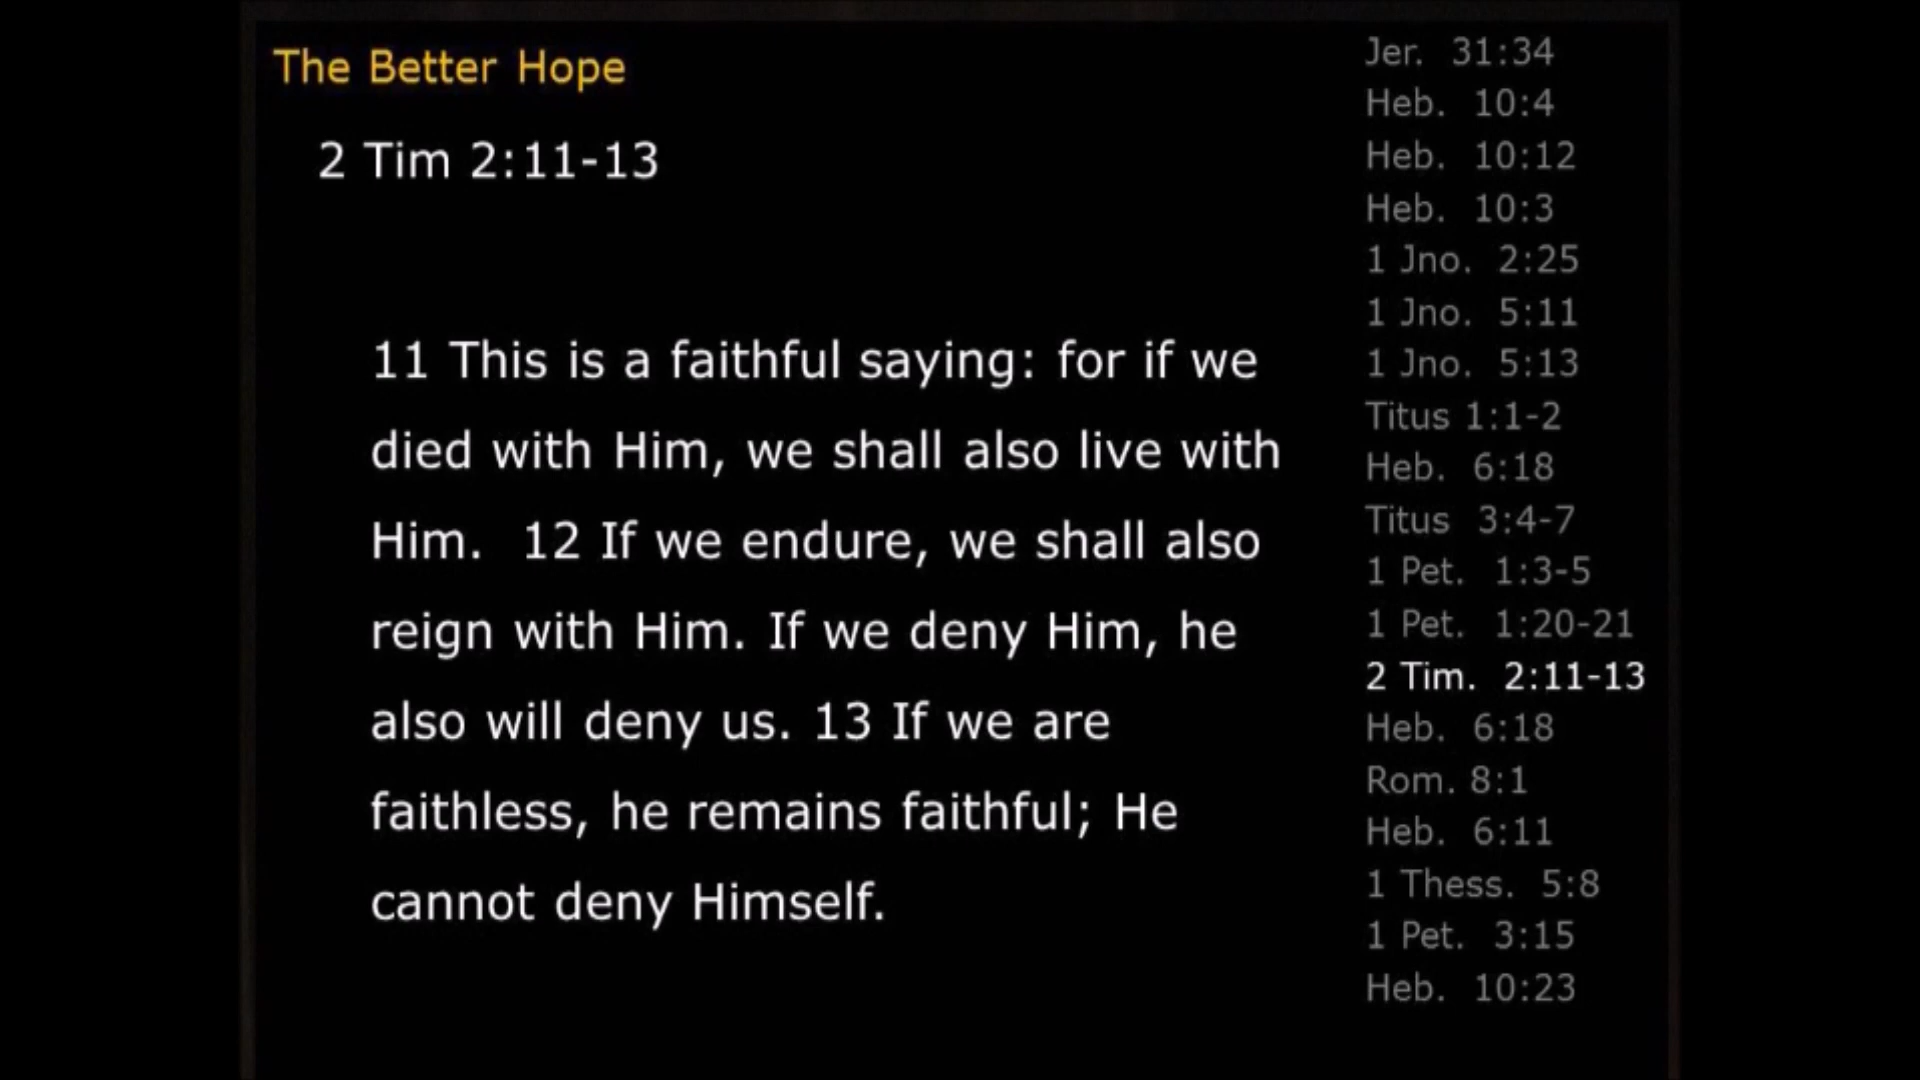 The Better Hope
2 Tim 2:11-13
11 This is a faithful saying: for if we
died with Him, we shall also live with
Him.  12 If we endure, we shall also
reign with Him. If we deny Him, he
also will deny us. 13 If we are
faithless, he remains faithful; He
cannot deny Himself.
Jer.  31:34
Heb.  10:4
Heb.  10:12
Heb.  10:3
1 Jno.  2:25
1 Jno.  5:11
1 Jno.  5:13
Titus 1:1-2
Heb.  6:18
Titus  3:4-7
1 Pet.  1:3-5
1 Pet.  1:20-21
2 Tim.  2:11-13
Heb.  6:18
Rom. 8:1
Heb.  6:11
1 Thess.  5:8
1 Pet.  3:15
Heb.  10:23